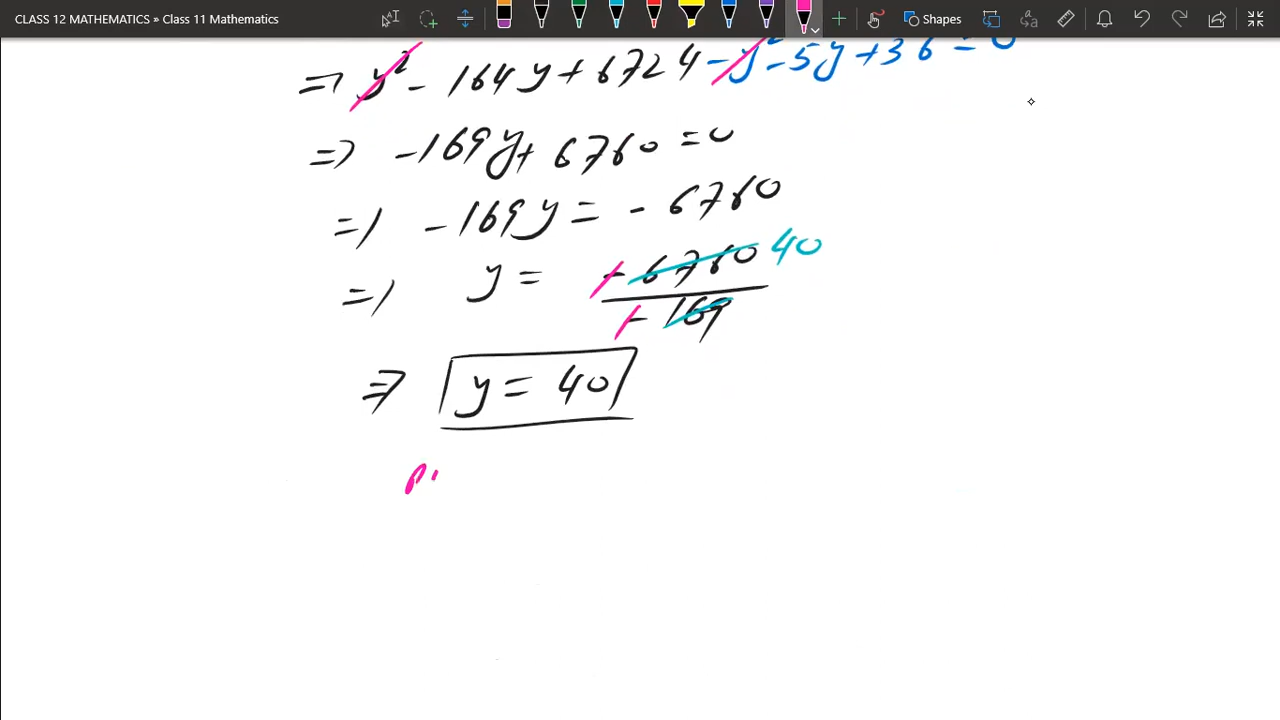 CLASS 12 MATHEMATICS » Class 11 Mathematics
Shapes
=> y² - 164y + 6724 - y² - 5y + 36 = 0
=> -169y + 6760 = 0
=> -169y = - 6760
=> y = - 6760 40
- 169
=> y = 40